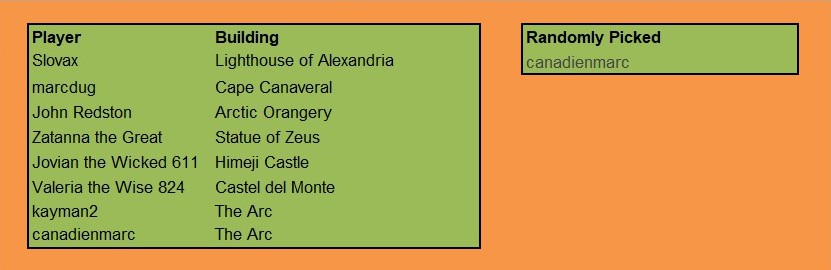 Player Building
Slovax Lighthouse of Alexandria
marcdug Cape Canaveral
John Redston Arctic Orangery
Zatanna the Great Statue of Zeus
Jovian the Wicked 611 Himeji Castle
Valeria the Wise 824 Castel del Monte
kayman2 The Arc
canadienmarc The Arc
Randomly Picked
canadienmarc